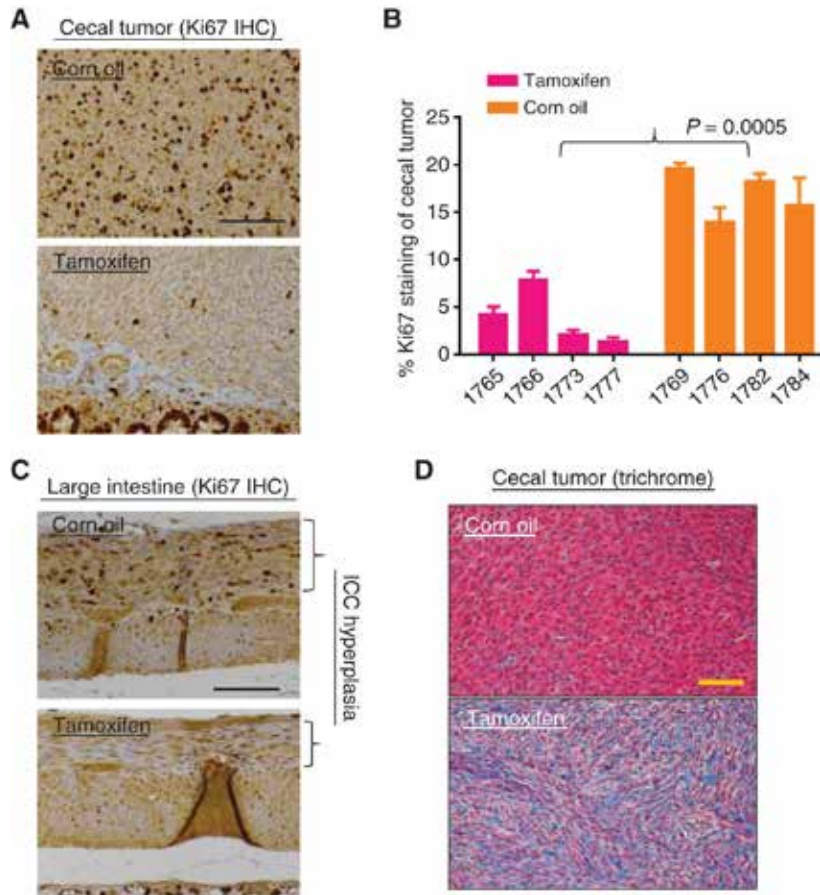 A
Cecal tumor (Ki67 IHC)
Corn oil
Tamoxifen
B
Tamoxifen
Corn oil
P = 0.0005
% Ki67 staining of cecal tumor
25
20
15
10
5
0
1765
1766
1773
1777
1769
1776
1782
1784
C
Large intestine (Ki67 IHC)
Corn oil
Tamoxifen
ICC hyperplasia
D
Cecal tumor (trichrome)
Corn oil
Tamoxifen